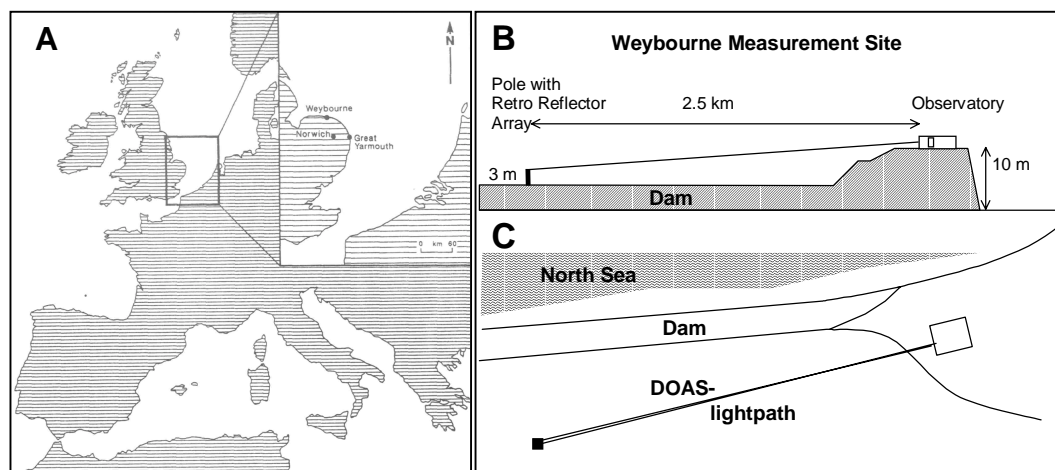 A
N
Weybourne
Norwich
Great
Yarmouth
0 km 60
B
Weybourne Measurement Site
Pole with
Retro Reflector
Array
2.5 km
Observatory
3 m
10 m
Dam
C
North Sea
Dam
DOAS-
lightpath